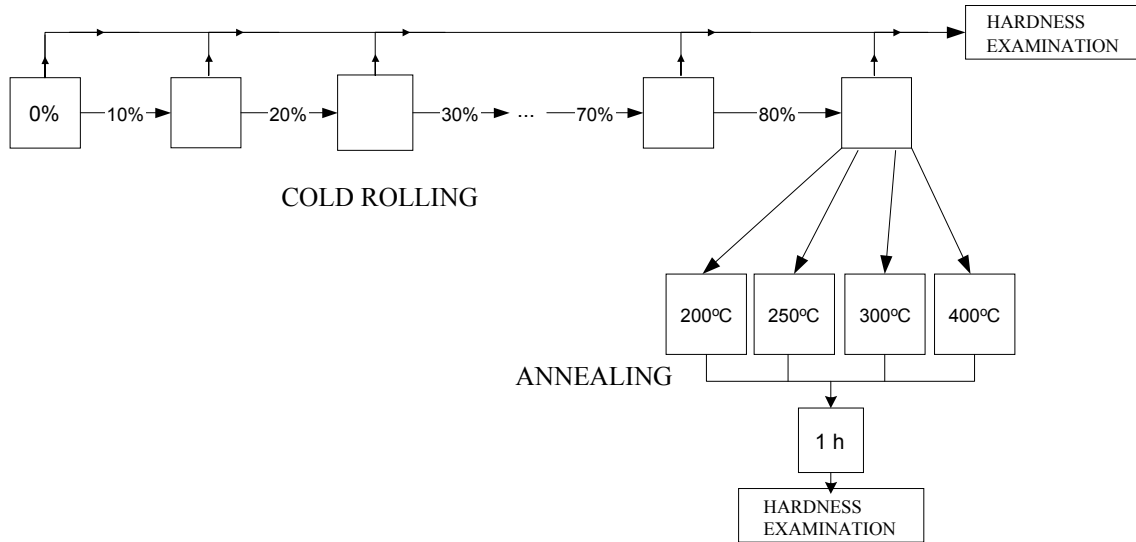 HARDNESS
EXAMINATION
0%
10%
20%
30%
...
70%
80%
COLD ROLLING
200ºC
250ºC
300ºC
400ºC
ANNEALING
1 h
HARDNESS
EXAMINATION